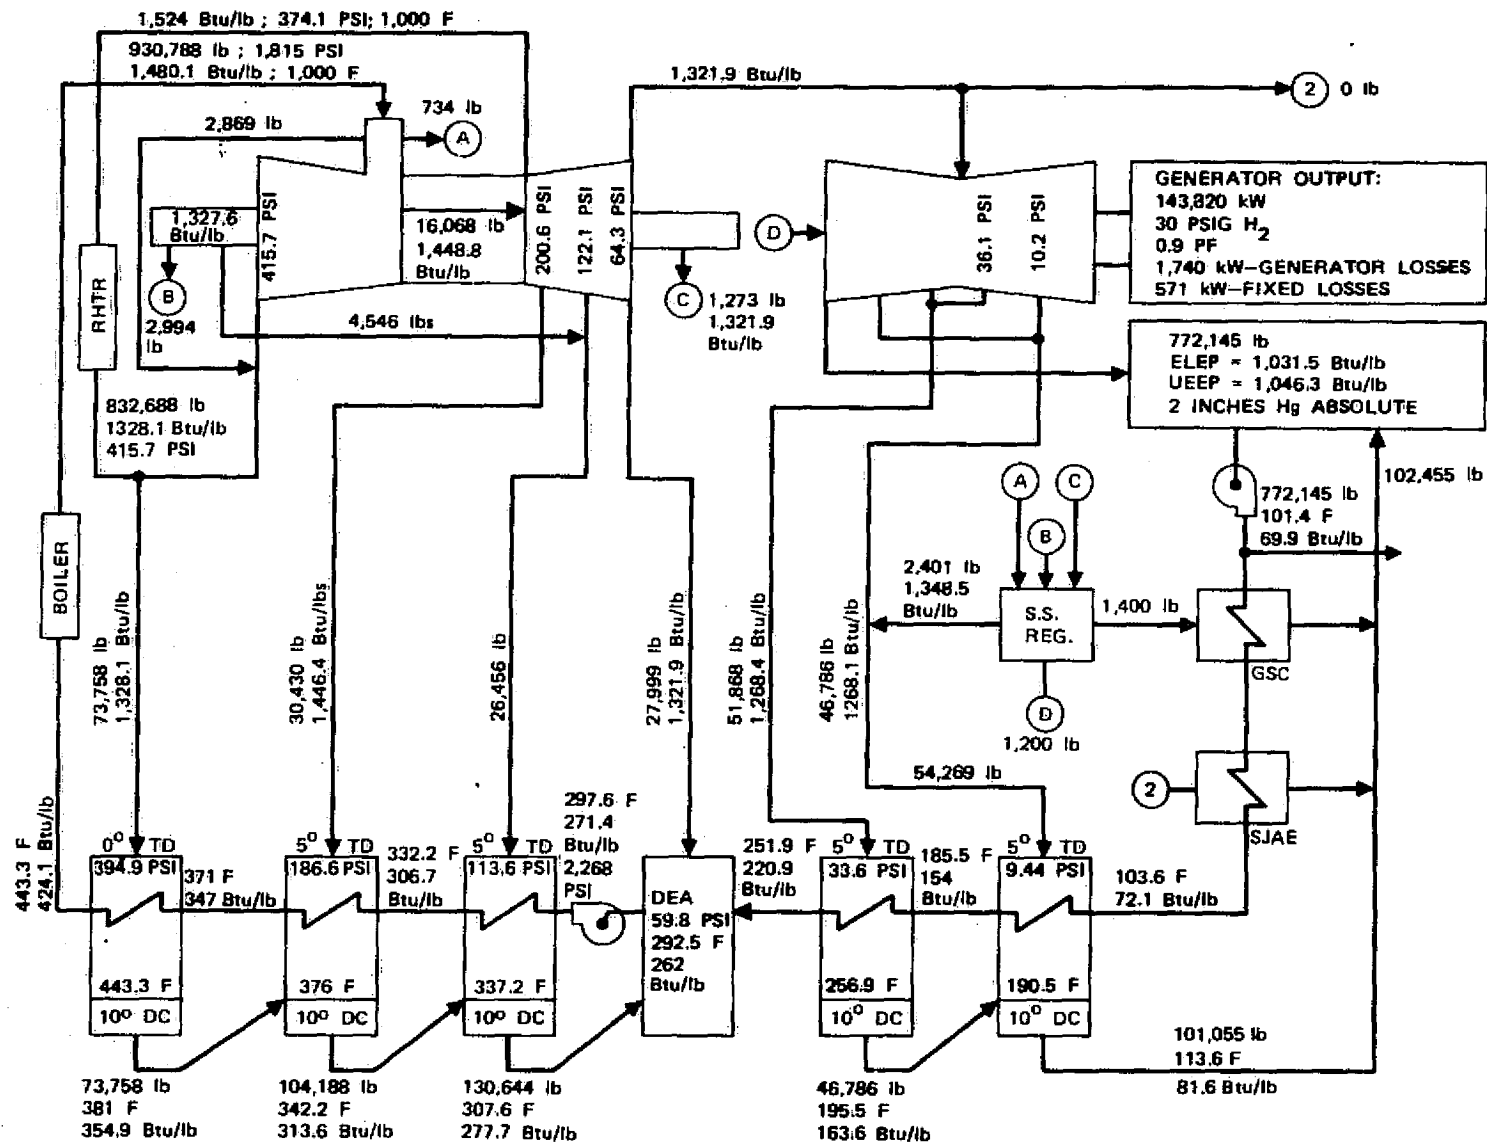 1,524 Btu/lb ; 374.1 PSI; 1,000 F
930,788 lb ; 1,815 PSI
1,480.1 Btu/lb ; 1,000 F
2,869 lb
734 lb
A
1,321.9 Btu/lb
2
0 lb
1,327.6
Btu/lb
415.7 PSI
16,068 lb
1,448.8
Btu/lb
200.6 PSI
122.1 PSI
64.3 PSI
B
2,994
lb
4,546 lbs
C
1,273 lb
1,321.9
Btu/lb
D
36.1 PSI
10.2 PSI
GENERATOR OUTPUT:
143,820 kW
30 PSIG H2
0.9 PF
1,740 kW-GENERATOR LOSSES
571 kW-FIXED LOSSES
772,145 lb
ELEP = 1,031.5 Btu/lb
UEEP = 1,046.3 Btu/lb
2 INCHES Hg ABSOLUTE
RHTR
832,688 lb
1328.1 Btu/lb
415.7 PSI
BOILER
73,758 lb
1,328.1 Btu/lb
30,430 lb
1,446.4 Btu/lbs
26,456 lb
27,999 lb
1,321.9 Btu/lb
51,868 lb
1,268.4 Btu/lb
46,786 lb
1268.1 Btu/lb
A
C
B
2,401 lb
1,348.5
Btu/lb
S.S.
REG.
1,400 lb
D
1,200 lb
772,145 lb
101.4 F
69.9 Btu/lb
102,455 lb
GSC
2
SJAE
54,269 lb
443.3 F
424.1 Btu/lb
0° TD
394.9 PSI
443.3 F
10° DC
371 F
347 Btu/lb
5° TD
186.6 PSI
376 F
10° DC
332.2 F
306.7
Btu/lb
5° TD
113.6 PSI
337.2 F
10° DC
297.6 F
271.4
Btu/lb
2,268
PSI
DEA
59.8 PSI
292.5 F
262
Btu/lb
251.9 F
220.9
Btu/lb
5° TD
33.6 PSI
256.9 F
10° DC
185.5 F
154
Btu/lb
5° TD
9.44 PSI
190.5 F
10° DC
103.6 F
72.1 Btu/lb
73,758 lb
381 F
354.9 Btu/lb
104,188 lb
342.2 F
313.6 Btu/lb
130,644 lb
307.6 F
277.7 Btu/lb
46,786 lb
195.5 F
163.6 Btu/lb
101,055 lb
113.6 F
81.6 Btu/lb